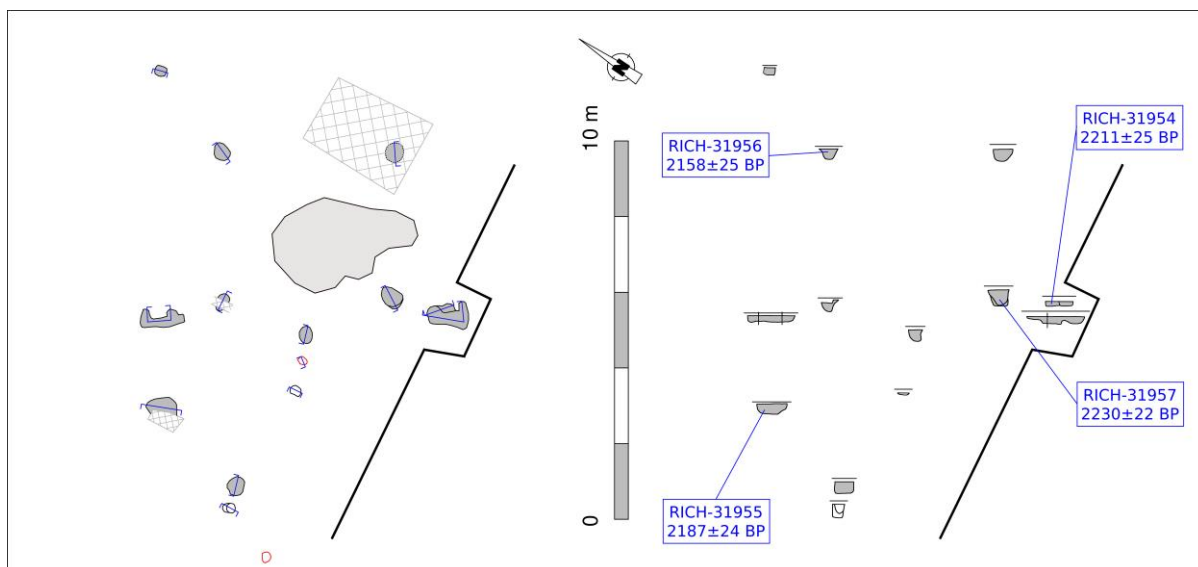 N
10 m
0
RICH-31956
2158±25 BP
RICH-31954
2211±25 BP
RICH-31957
2230±22 BP
RICH-31955
2187±24 BP